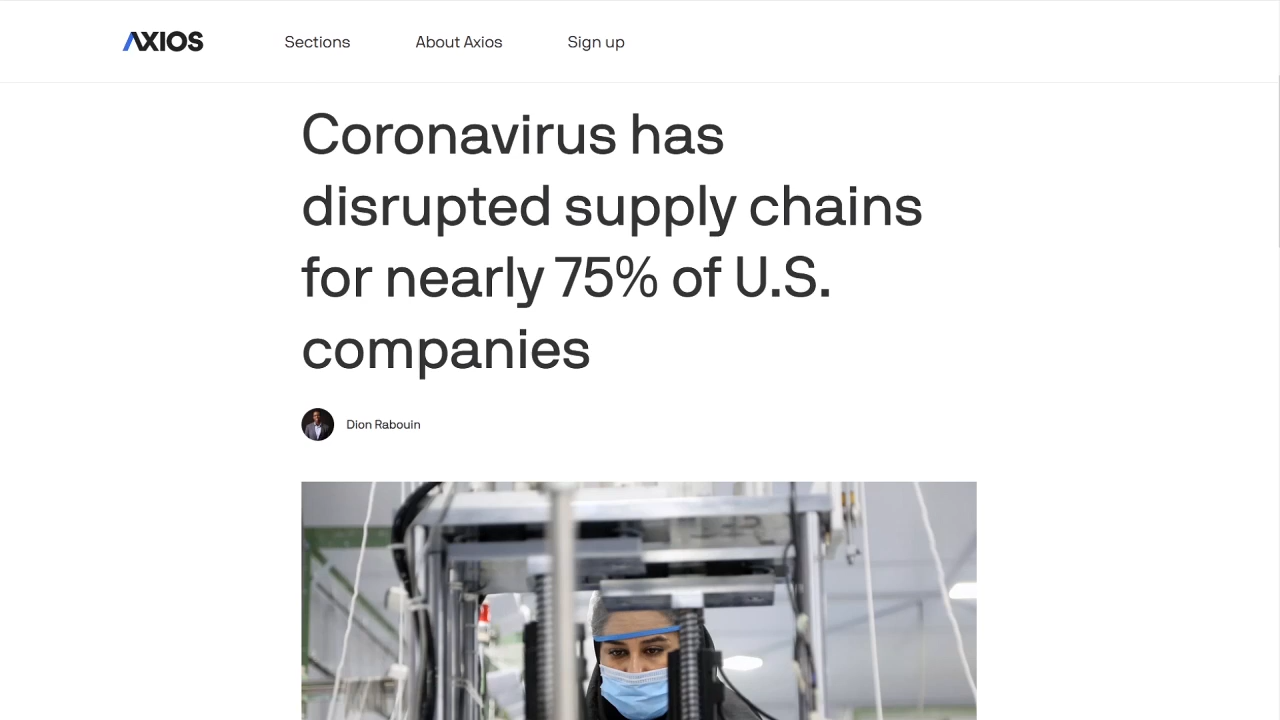 AXIOS
Sections
About Axios
Sign up
Coronavirus has
disrupted supply chains
for nearly 75% of U.S.
companies
Dion Rabouin